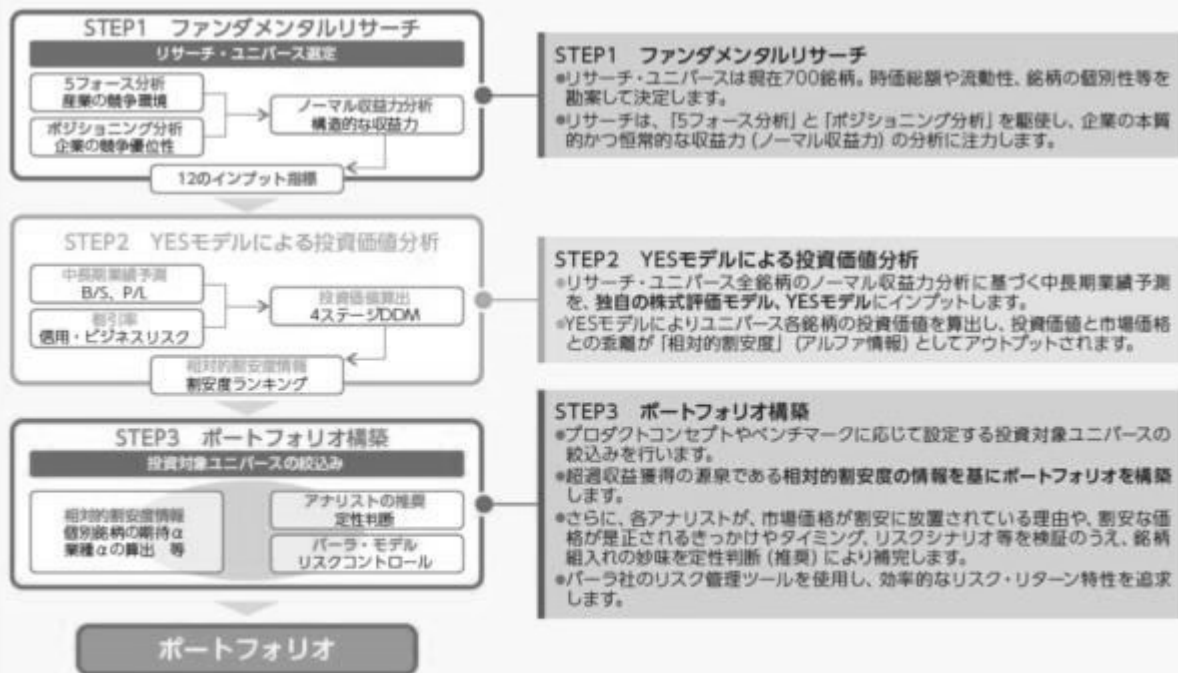 STEP1 ファンダメンタルリサーチ
リサーチ・ユニバース選定
5フォース分析
産業の競争環境
ポジショニング分析
企業の競争優位性
ノーマル収益力分析
構造的な収益力
12のインプット指標
STEP1 ファンダメンタルリサーチ
●リサーチ・ユニバースは現在700銘柄。時価総額や流動性、銘柄の個別性等を
勘案して決定します。
●リサーチは、「5フォース分析」と「ポジショニング分析」を駆使し、企業の本質
的かつ恒常的な収益力(ノーマル収益力)の分析に注力します。
STEP2 YESモデルによる投資価値分析
中長期業績予測
B/S、P/L
割引率
信用・ビジネスリスク
投資価値算出
4ステージDDM
相対的割安度情報
割安度ランキング
STEP2 YESモデルによる投資価値分析
●リサーチ・ユニバース全銘柄のノーマル収益力分析に基づく中長期業績予測
を、独自の株式評価モデル、YESモデルにインプットします。
●YESモデルによりユニバース各銘柄の投資価値を算出し、投資価値と市場価格
との乖離が「相対的割安度」(アルファ情報)としてアウトプットされます。
STEP3 ポートフォリオ構築
投資対象ユニバースの絞込み
相対的割安度情報
個別銘柄の期待α
業種αの算出 等
アナリストの推奨
定性判断
バーラ・モデル
リスクコントロール
STEP3 ポートフォリオ構築
●プロダクトコンセプトやベンチマークに応じて設定する投資対象ユニバースの
絞込みを行います。
●超過収益獲得の源泉である相対的割安度の情報を基にポートフォリオを構築
します。
●さらに、各アナリストが、市場価格が割安に放置されている理由や、割安な価
格が是正されるきっかけやタイミング、リスクシナリオ等を検証のうえ、銘柄
組入れの妙味を定性判断(推奨)により補完します。
●バーラ社のリスク管理ツールを使用し、効率的なリスク・リターン特性を追求
します。
ポートフォリオ